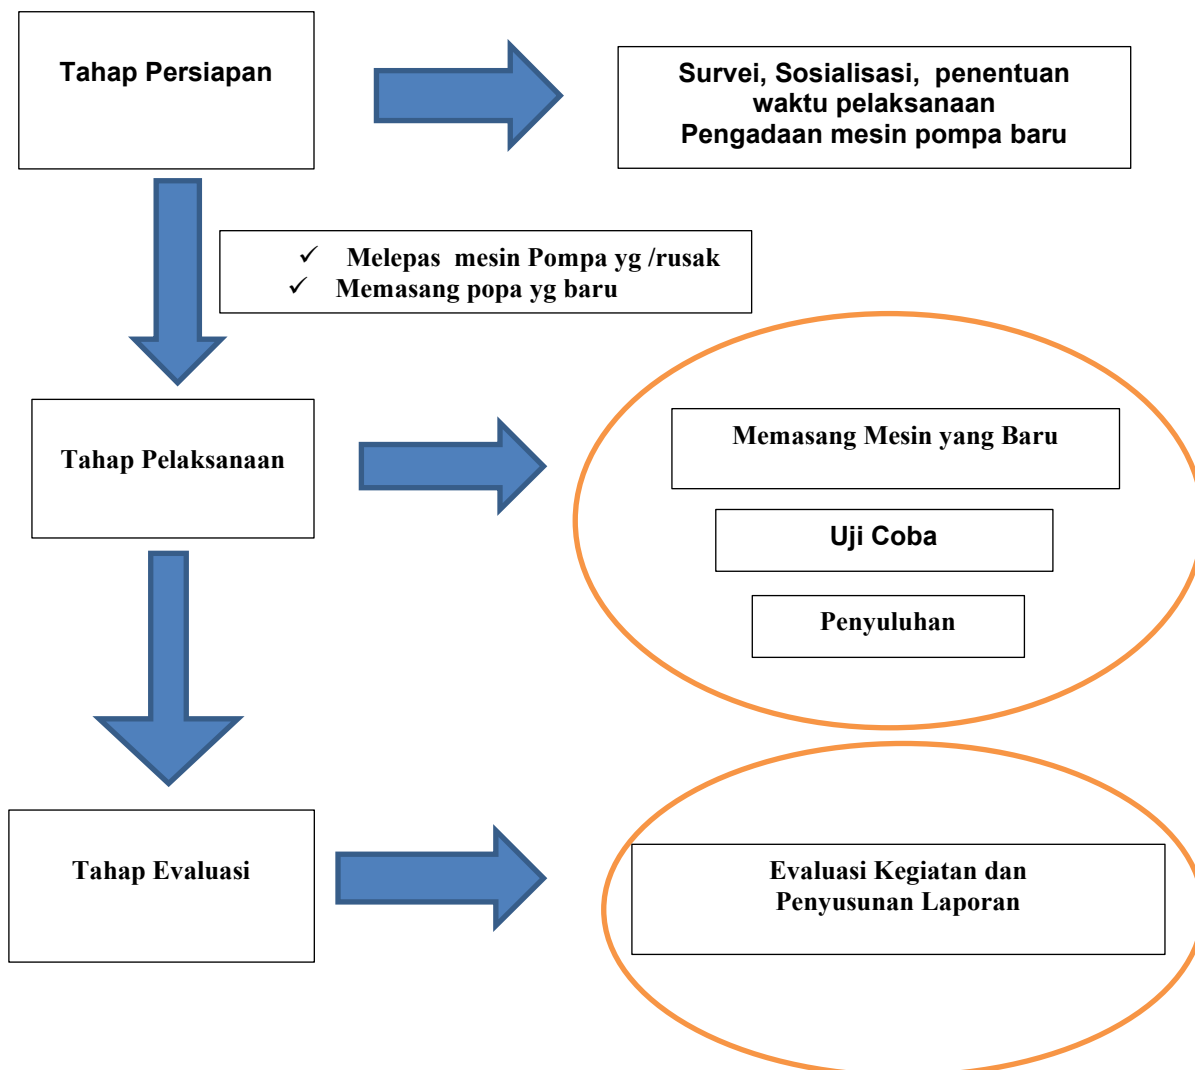 Tahap Persiapan
Survei, Sosialisasi, penentuan
waktu pelaksanaan
Pengadaan mesin pompa baru
✓ Melepas mesin Pompa yg /rusak
✓ Memasang popa yg baru
Tahap Pelaksanaan
Memasang Mesin yang Baru
Uji Coba
Penyuluhan
Tahap Evaluasi
Evaluasi Kegiatan dan
Penyusunan Laporan